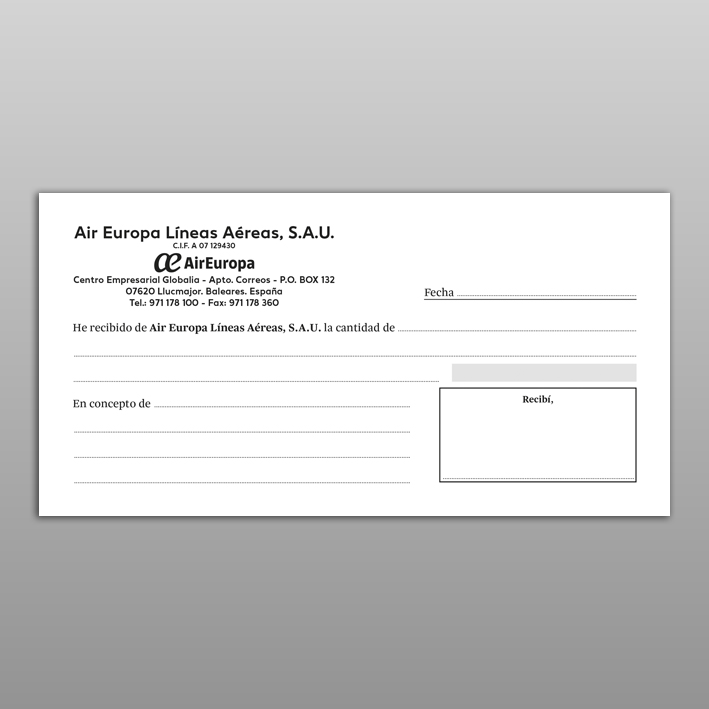 Air Europa Líneas Aéreas, S.A.U.
C.I.F. A 07 129430
AirEuropa
Centro Empresarial Globalia - Apto. Correos - P.O. BOX 132
07620 Llucmajor. Baleares. España
Tel.: 971 178 100 - Fax: 971 178 360
Fecha
He recibido de Air Europa Líneas Aéreas, S.A.U. la cantidad de
En concepto de
Recibí,